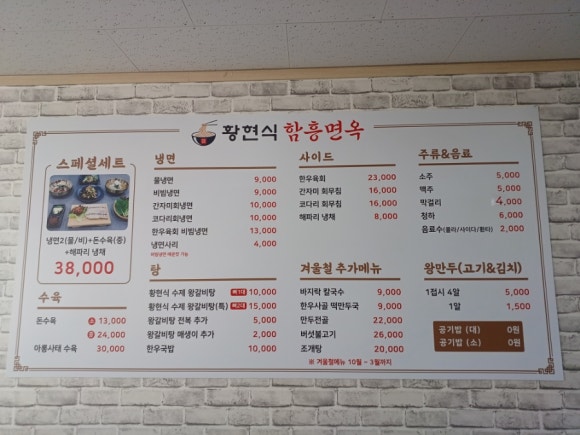 황현식 함흥면옥
스페셜세트
냉면2(물/비)+돈수육(중)
+해파리 냉채
38,000
수육
돈수육 소 13,000
중 24,000
아롱사태 수육 30,000
냉면
물냉면 9,000
비빔냉면 9,000
간자미회냉면 10,000
코다리회냉면 10,000
한우육회 비빔냉면 13,000
냉면사리 4,000
탕
황현식 수제 왕갈비탕 10,000
황현식 수제 왕갈비탕(특) 15,000
왕갈비탕 전복 추가 5,000
왕갈비탕 매생이 추가 2,000
한우국밥 10,000
사이드
한우육회 23,000
간자미 회무침 16,000
코다리 회무침 16,000
해파리 냉채 8,000
겨울철 추가메뉴
바지락 칼국수 9,000
한우사골 떡만두국 9,000
만두전골 22,000
버섯불고기 26,000
조개탕 20,000
※ 겨울메뉴 10월 ~ 3월까지
주류&음료
소주 5,000
맥주 5,000
막걸리 4,000
청하 6,000
음료수(콜라/사이다/환타) 2,000
왕만두(고기&김치)
1접시 4알 5,000
1알 1,500
공기밥 (대) 0원
공기밥 (소) 0원